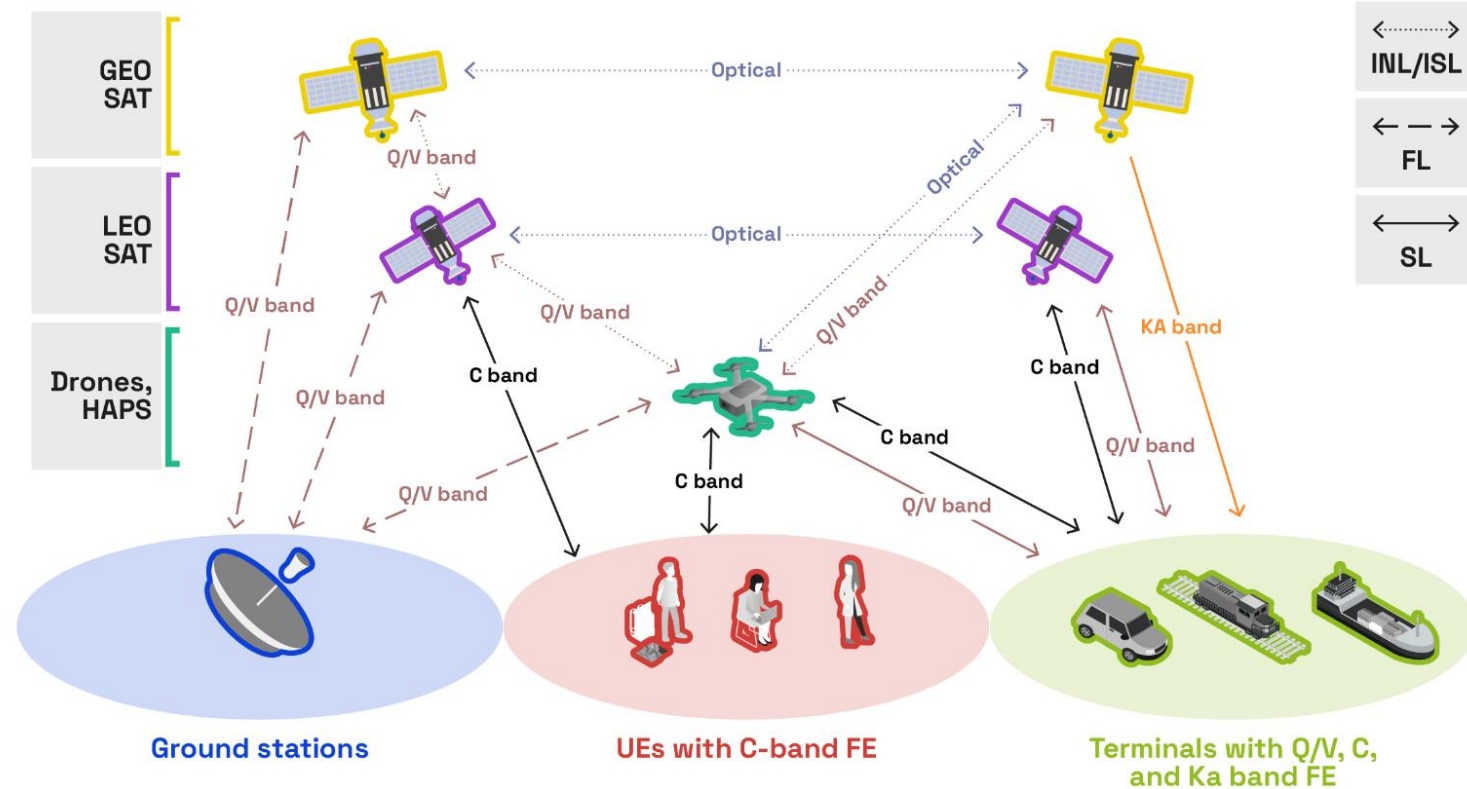 GEO
SAT
Optical
INL/ISL
FL
SL
Q/V band
Optical
LEO
SAT
Optical
Q/V band
Q/V band
Q/V band
KA band
Drones,
HAPS
Q/V band
C band
C band
C band
Q/V band
C band
Q/V band
Q/V band
Ground stations
UEs with C-band FE
Terminals with Q/V, C,
and Ka band FE